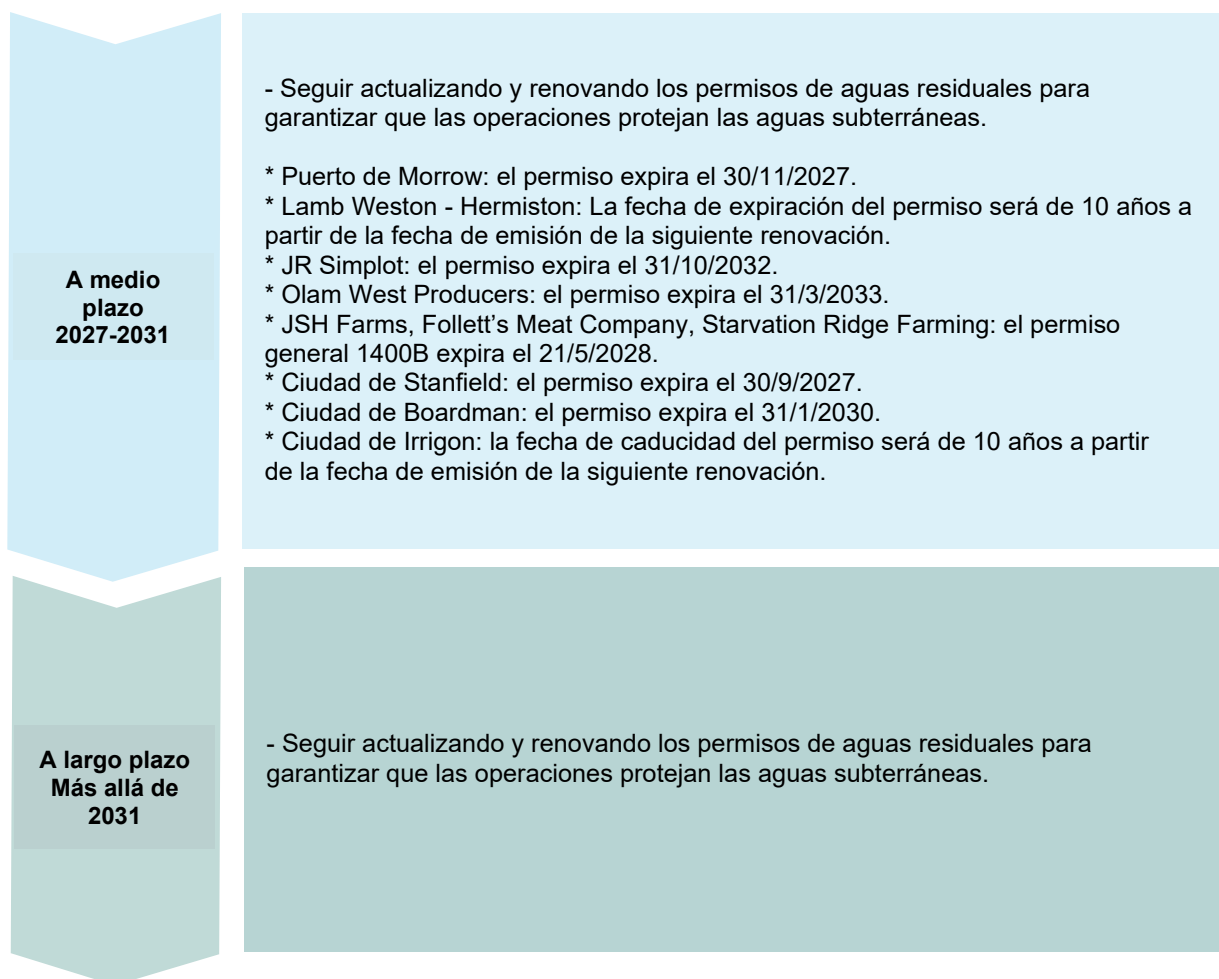 A medio
plazo
2027-2031
- Seguir actualizando y renovando los permisos de aguas residuales para
garantizar que las operaciones protejan las aguas subterráneas.
* Puerto de Morrow: el permiso expira el 30/11/2027.
* Lamb Weston - Hermiston: La fecha de expiración del permiso será de 10 años a
partir de la fecha de emisión de la siguiente renovación.
* JR Simplot: el permiso expira el 31/10/2032.
* Olam West Producers: el permiso expira el 31/3/2033.
* JSH Farms, Follett’s Meat Company, Starvation Ridge Farming: el permiso
general 1400B expira el 21/5/2028.
* Ciudad de Stanfield: el permiso expira el 30/9/2027.
* Ciudad de Boardman: el permiso expira el 31/1/2030.
* Ciudad de Irrigon: la fecha de caducidad del permiso será de 10 años a partir
de la fecha de emisión de la siguiente renovación.
A largo plazo
Más allá de
2031
- Seguir actualizando y renovando los permisos de aguas residuales para
garantizar que las operaciones protejan las aguas subterráneas.